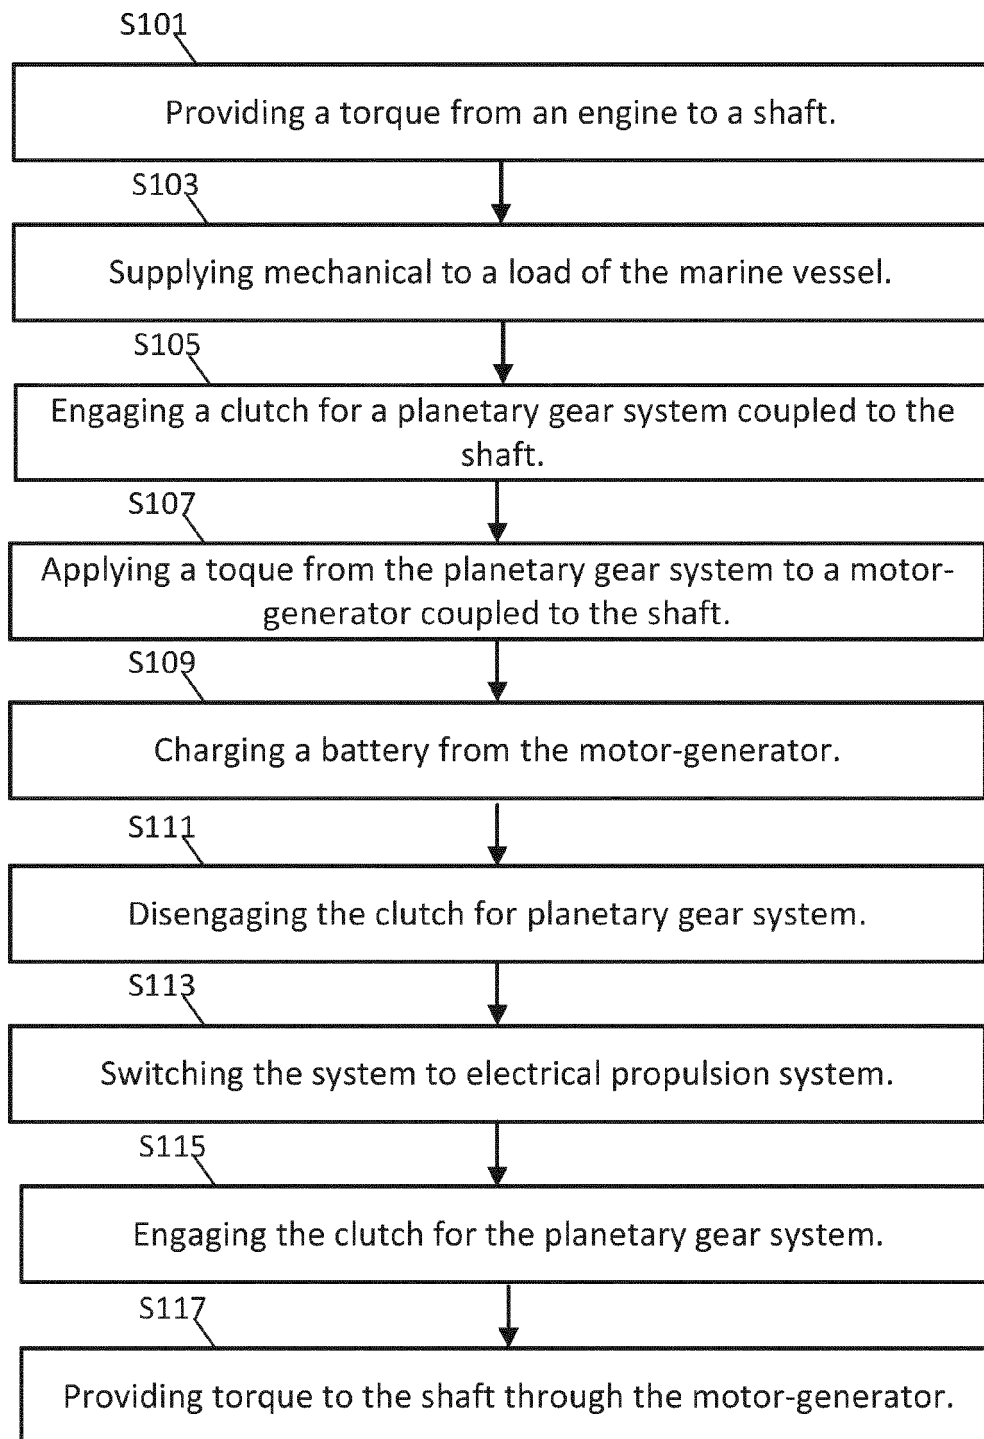 S101
Providing a torque from an engine to a shaft.
S103
Supplying mechanical to a load of the marine vessel.
S105
Engaging a clutch for a planetary gear system coupled to the
shaft.
S107
Applying a toque from the planetary gear system to a motor-
generator coupled to the shaft.
S109
Charging a battery from the motor-generator.
S111
Disengaging the clutch for planetary gear system.
S113
Switching the system to electrical propulsion system.
S115
Engaging the clutch for the planetary gear system.
S117
Providing torque to the shaft through the motor-generator.